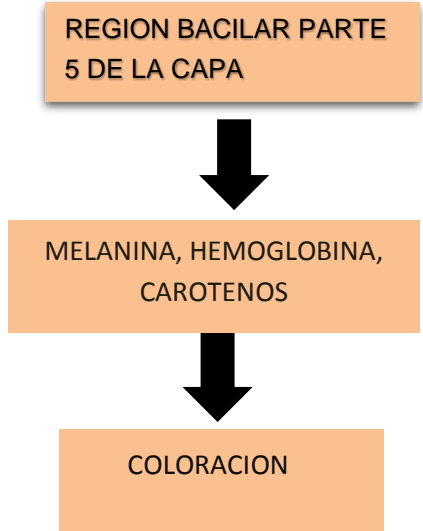 REGION BACILAR PARTE
5 DE LA CAPA
MELANINA, HEMOGLOBINA,
CAROTENOS
COLORACION